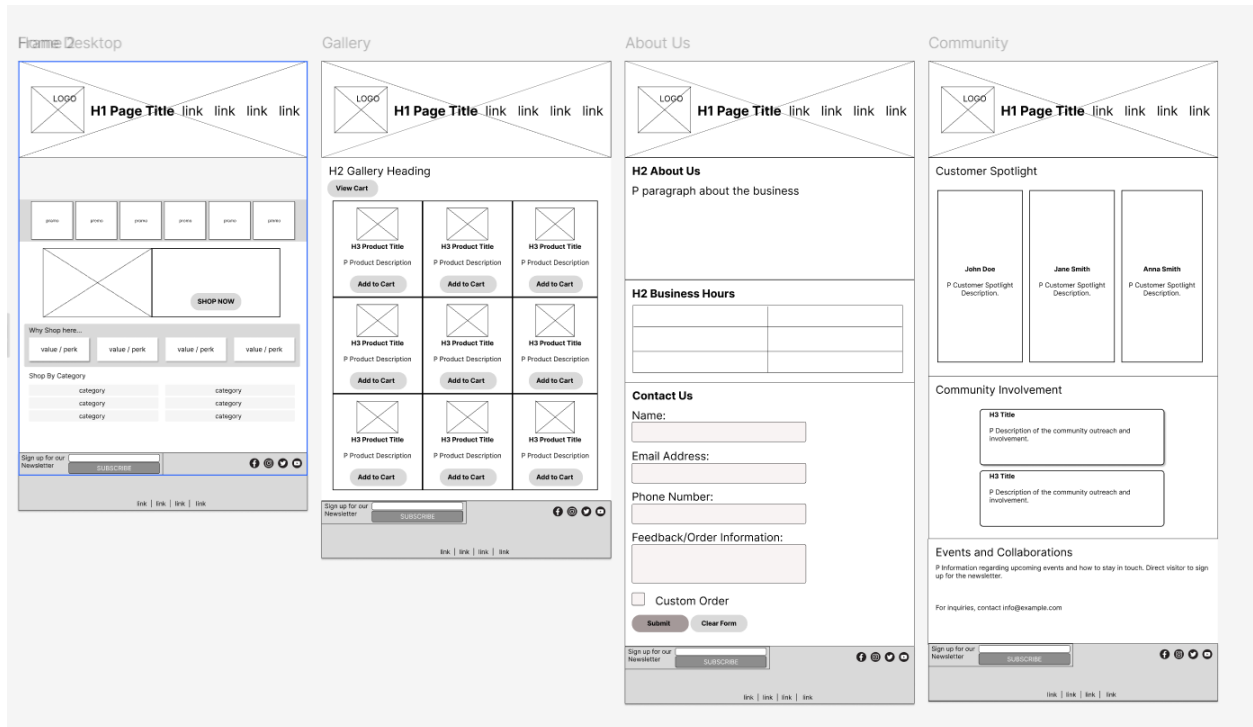 Frame 2
Home Desktop
LOGO
H1 Page Title link link link link
promo promo promo promo promo promo
SHOP NOW
Why Shop here...
value / perk value / perk value / perk value / perk
Shop By Category
category category
category category
category category
Sign up for our
Newsletter
SUBSCRIBE
link | link | link | link
Gallery
LOGO
H1 Page Title link link link link
H2 Gallery Heading
View Cart
H3 Product Title H3 Product Title H3 Product Title
P Product Description P Product Description P Product Description
Add to Cart Add to Cart Add to Cart
H3 Product Title H3 Product Title H3 Product Title
P Product Description P Product Description P Product Description
Add to Cart Add to Cart Add to Cart
H3 Product Title H3 Product Title H3 Product Title
P Product Description P Product Description P Product Description
Add to Cart Add to Cart Add to Cart
Sign up for our
Newsletter
SUBSCRIBE
link | link | link | link
About Us
LOGO
H1 Page Title link link link link
H2 About Us
P paragraph about the business
H2 Business Hours
Contact Us
Name:
Email Address:
Phone Number:
Feedback/Order Information:
Custom Order
Submit Clear Form
Sign up for our
Newsletter
SUBSCRIBE
link | link | link | link
Community
LOGO
H1 Page Title link link link link
Customer Spotlight
John Doe
P Customer Spotlight
Description.
Jane Smith
P Customer Spotlight
Description.
Anna Smith
P Customer Spotlight
Description.
Community Involvement
H3 Title
P Description of the community outreach and
involvement.
H3 Title
P Description of the community outreach and
involvement.
Events and Collaborations
P Information regarding upcoming events and how to stay in touch. Direct visitor to sign
up for the newsletter.
For inquiries, contact info@example.com
Sign up for our
Newsletter
SUBSCRIBE
link | link | link | link